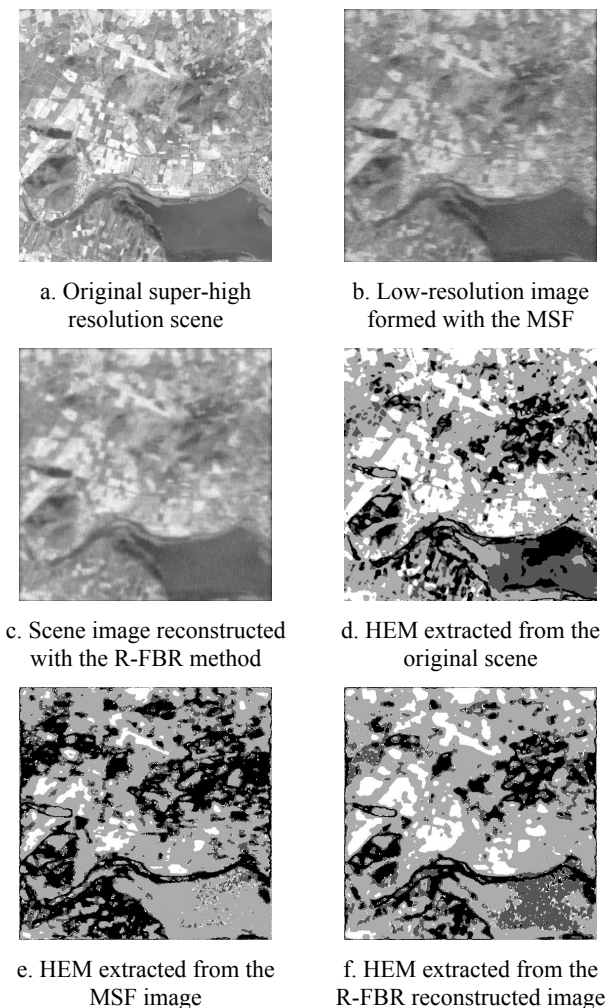 a. Original super-high
resolution scene
b. Low-resolution image
formed with the MSF
c. Scene image reconstructed
with the R-FBR method
d. HEM extracted from the
original scene
e. HEM extracted from the
MSF image
f. HEM extracted from the
R-FBR reconstructed image